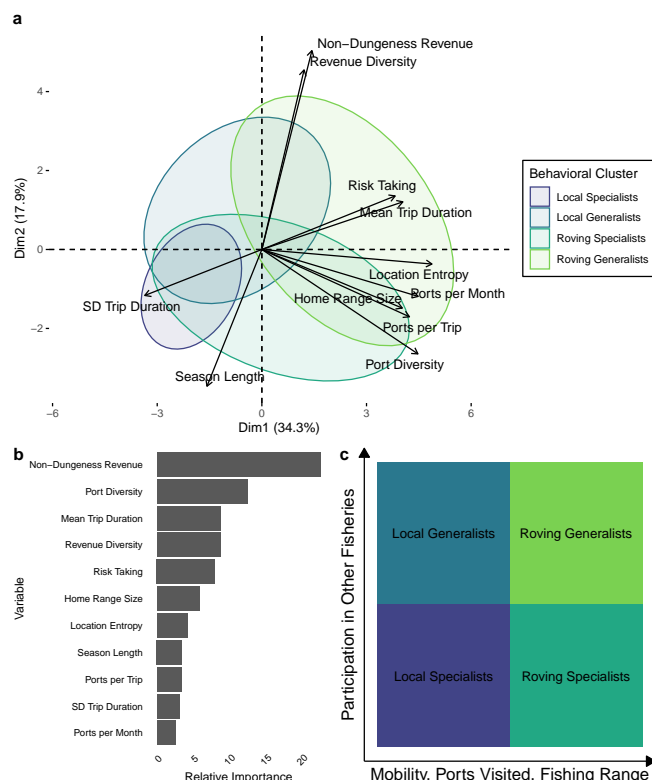 a
Non−Dungeness Revenue
Revenue Diversity
Risk Taking
Mean Trip Duration
Location Entropy
Home Range Size
Ports per Month
Ports per Trip
Port Diversity
SD Trip Duration
Season Length
4
2
0
−2
−6
−3
0
3
6
Dim1 (34.3%)
Dim2 (17.9%)
Behavioral Cluster
Local Specialists
Local Generalists
Roving Specialists
Roving Generalists
b
Non−Dungeness Revenue
Port Diversity
Mean Trip Duration
Revenue Diversity
Risk Taking
Home Range Size
Location Entropy
Season Length
Ports per Trip
SD Trip Duration
Ports per Month
Variable
0
5
10
15
20
Relative Importance
c
Participation in Other Fisheries
Local Generalists
Roving Generalists
Local Specialists
Roving Specialists
Mobility, Ports Visited, Fishing Range